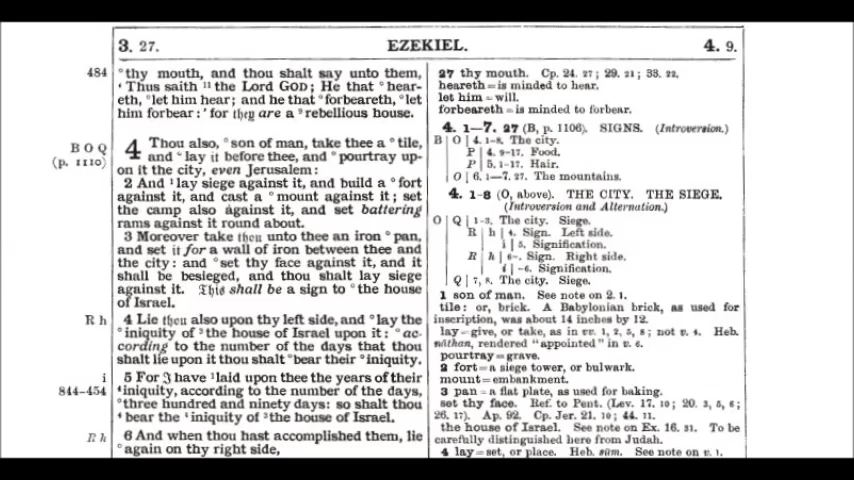 3. 27.
EZEKIEL.
4. 9.
484
°thy mouth, and thou shalt say unto them,
'Thus saith 11 the Lord GOD; He that °hear-
eth, °let him hear; and he that °forbeareth, °let
him forbear:' for they are a °rebellious house.
B O Q
(p. 1110)
4 Thou also, °son of man, take thee a °tile,
and °lay it before thee, and °pourtray up-
on it the city, even Jerusalem:
2 And 1 lay siege against it, and build a °fort
against it, and cast a °mount against it; set
the camp also against it, and set battering
rams against it round about.
3 Moreover take thou unto thee an iron °pan,
and set it for a wall of iron between thee and
the city: and °set thy face against it, and it
shall be besieged, and thou shalt lay siege
against it. This shall be a sign to °the house
of Israel.
R h
4 Lie thou also upon thy left side, and °lay the
°iniquity of 3 the house of Israel upon it: °ac-
cording to the number of the days that thou
shalt lie upon it thou shalt °bear their °iniquity.
i
844-454
5 For I have 1 laid upon thee the years of their
4 iniquity, according to the number of the days,
°three hundred and ninety days: so shalt thou
4 bear the 4 iniquity of 3 the house of Israel.
R h
6 And when thou hast accomplished them, lie
°again on thy right side,
27 thy mouth. Cp. 24. 27; 29. 21; 33. 22.
heareth = is minded to hear.
let him = will.
forbeareth = is minded to forbear.
4. 1—7. 27 (B, p. 1106). SIGNS. (Introversion.)
B | O | 4. 1-8. The city.
P | 4. 9-17. Food.
P | 5. 1-17. Hair.
O | 6. 1—7. 27. The mountains.
4. 1-8 (O, above). THE CITY. THE SIEGE.
(Introversion and Alternation.)
O | Q | 1-3. The city. Siege.
R | h | 4. Sign. Left side.
i | 5. Signification.
R | h | 6-. Sign. Right side.
i | -6. Signification.
Q | 7, 8. The city. Siege.
1 son of man. See note on 2. 1.
tile: or, brick. A Babylonian brick, as used for
inscription, was about 14 inches by 12.
lay = give, or take, as in vv. 1, 2, 5, 8; not v. 4. Heb.
nāthan, rendered "appointed" in v. 6.
pourtray = grave.
2 fort = a siege tower, or bulwark.
mount = embankment.
3 pan = a flat plate, as used for baking.
set thy face. Ref. to Pent. (Lev. 17. 10; 20. 3, 5, 6;
26. 17). Ap. 92. Cp. Jer. 21. 10; 44. 11.
the house of Israel. See note on Ex. 16. 31. To be
carefully distinguished here from Judah.
4 lay = set, or place. Heb. sūm. See note on v. 1.